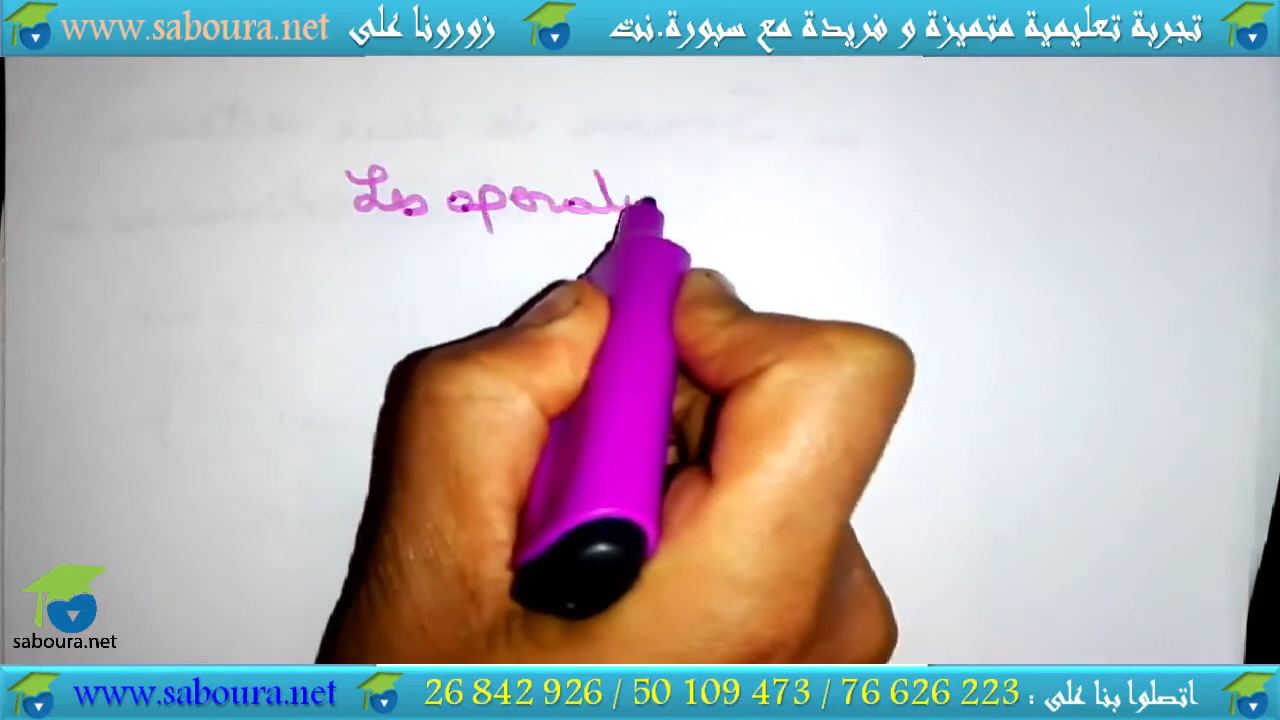 www.saboura.net زورونا على تجربة تعليمية متميزة و فريدة مع سبورة.نت
Les
saboura.net
www.saboura.net 26 842 926 / 50 109 473 / 76 626 223 : اتصلوا بنا على